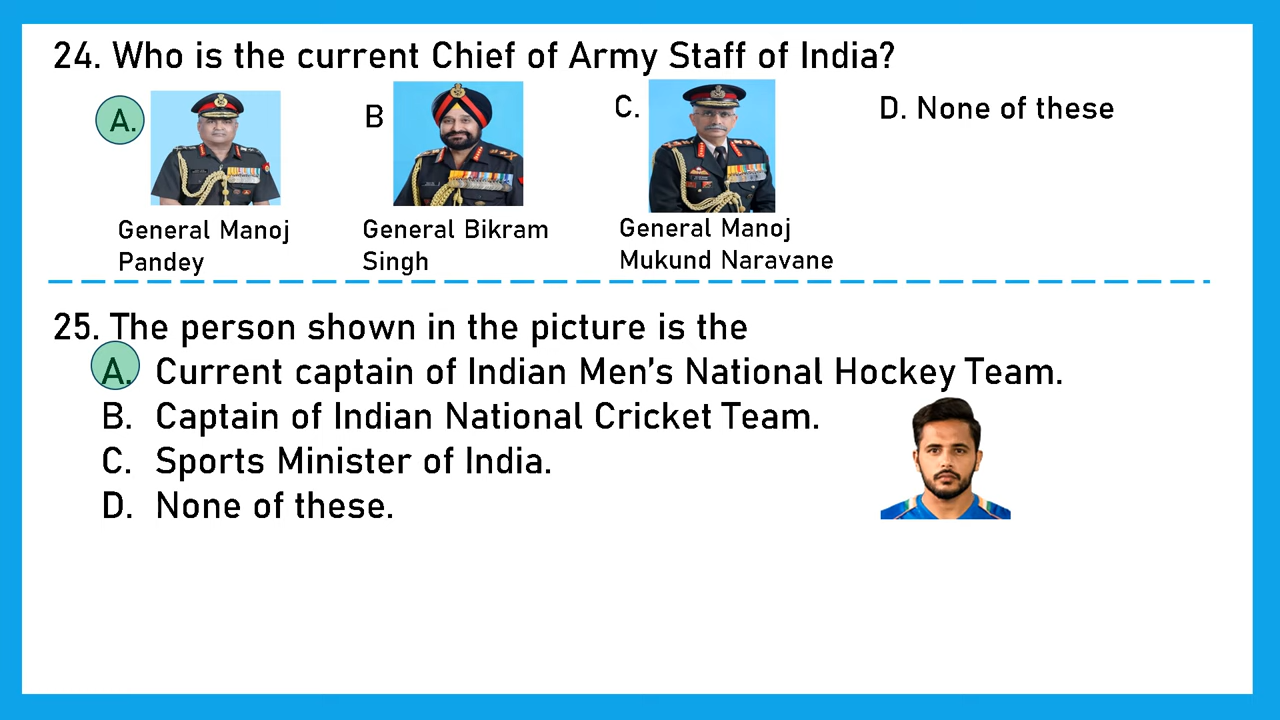 24. Who is the current Chief of Army Staff of India?
A. B C. D. None of these
General Manoj Pandey
General Bikram Singh
General Manoj Mukund Naravane
25. The person shown in the picture is the
A. Current captain of Indian Men’s National Hockey Team.
B. Captain of Indian National Cricket Team.
C. Sports Minister of India.
D. None of these.